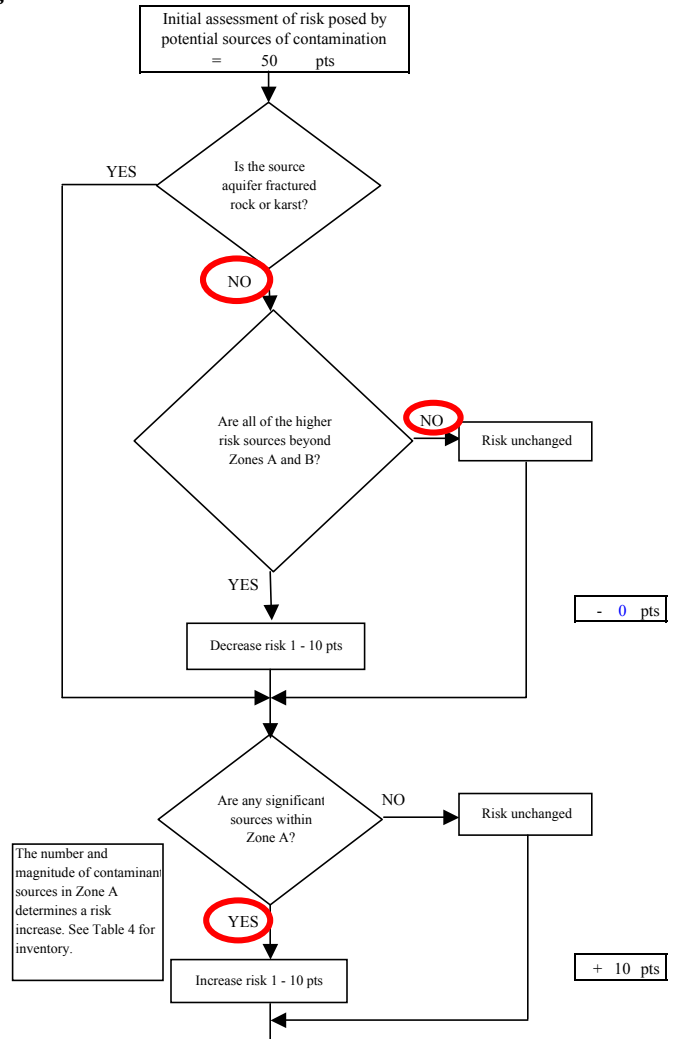 Initial assessment of risk posed by
potential sources of contamination
= 50 pts
YES
Is the source
aquifer fractured
rock or karst?
NO
Are all of the higher
risk sources beyond
Zones A and B?
NO
Risk unchanged
YES
- 0 pts
Decrease risk 1 - 10 pts
Are any significant
sources within
Zone A?
NO
Risk unchanged
The number and
magnitude of contaminant
sources in Zone A
determines a risk
increase. See Table 4 for
inventory.
YES
Increase risk 1 - 10 pts
+ 10 pts